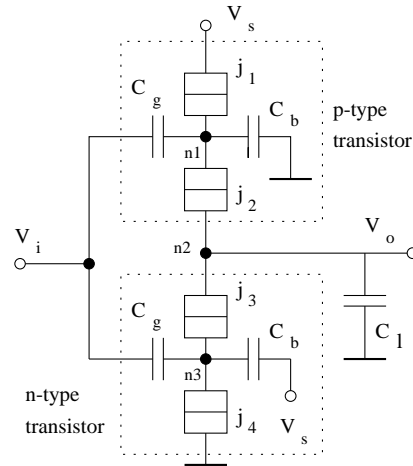 V s
j 1
C g
C b
p-type
transistor
n1
j 2
V i
n2
V o
C g
j 3
C b
C l
n3
n-type
transistor
j 4
V s